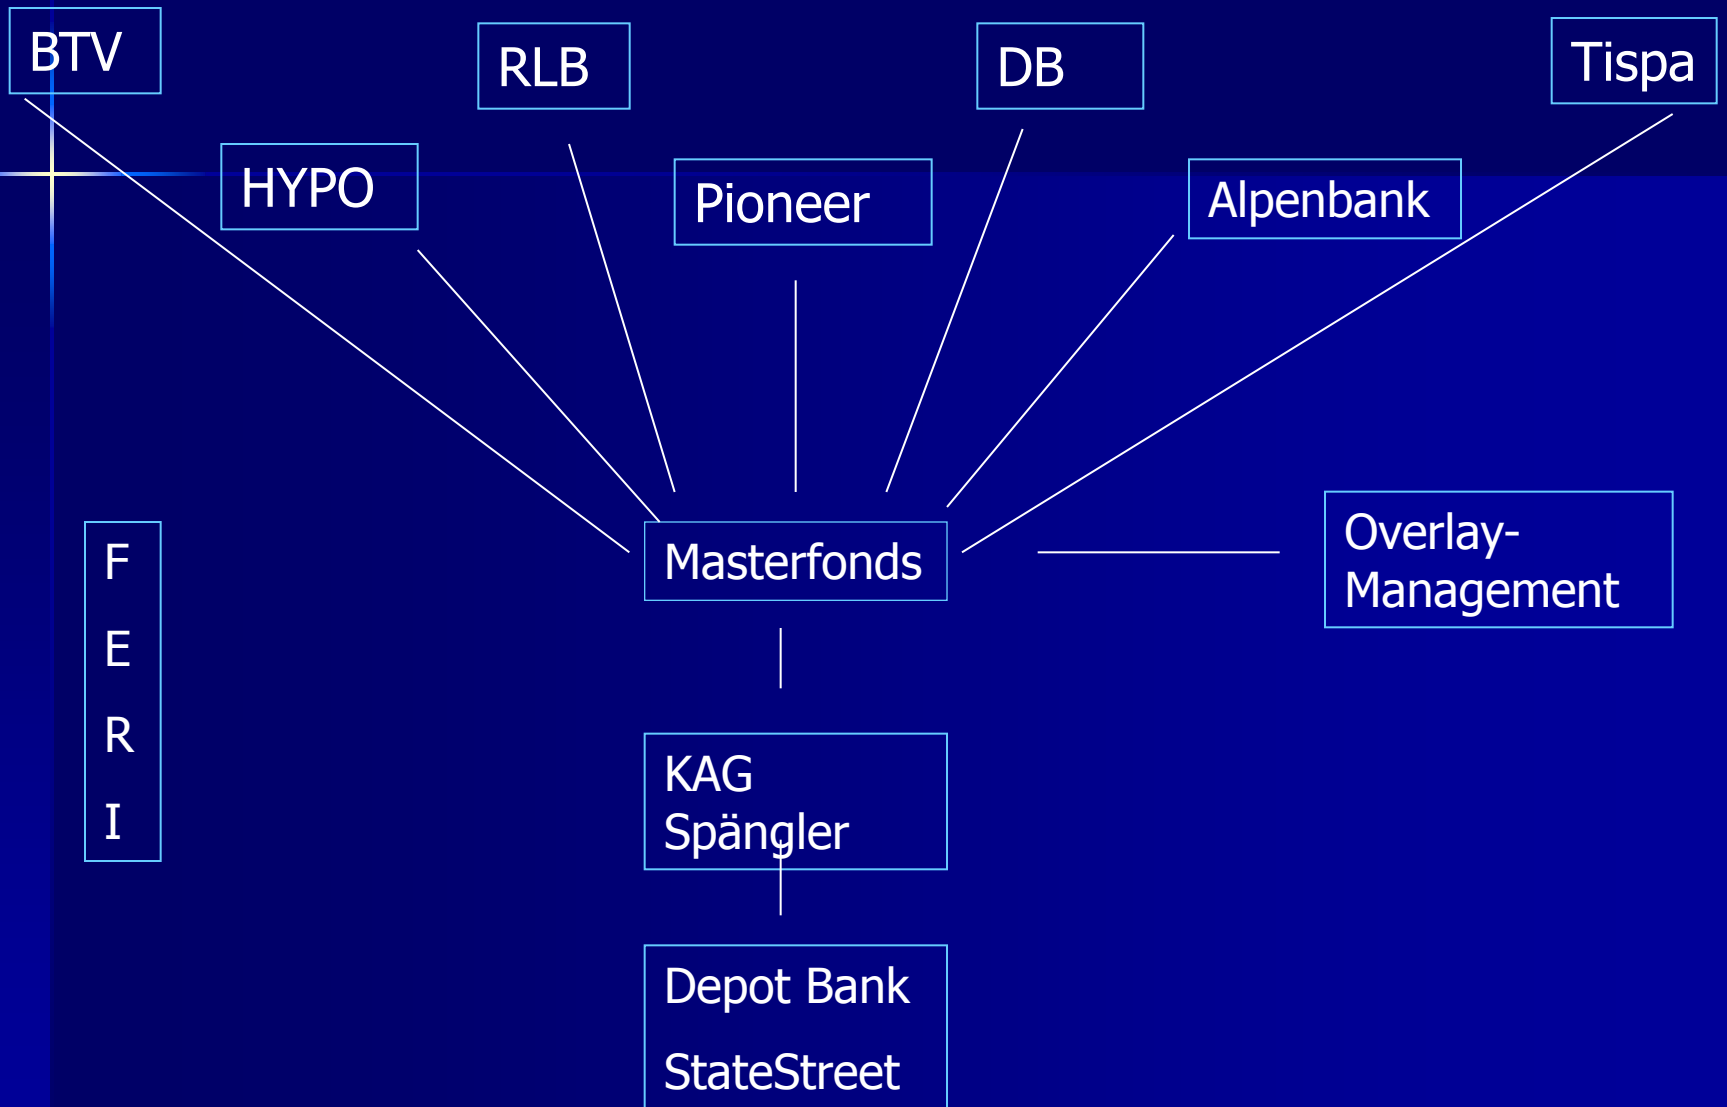 BTV
RLB
DB
Tispa
HYPO
Pioneer
Alpenbank
F
E
R
I
Masterfonds
Overlay-
Management
KAG
Spängler
Depot Bank
StateStreet